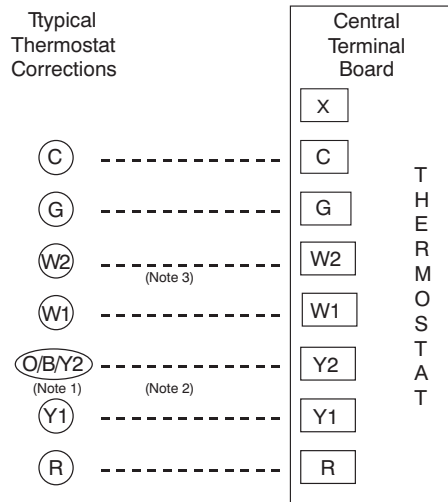 Ttypical
Thermostat
Corrections
Central
Terminal
Board
X
C
C
G
G
W2
W2
(Note 3)
W1
W1
O/B/Y2
Y2
(Note 1)
(Note 2)
Y1
Y1
R
R
THERMOSTAT